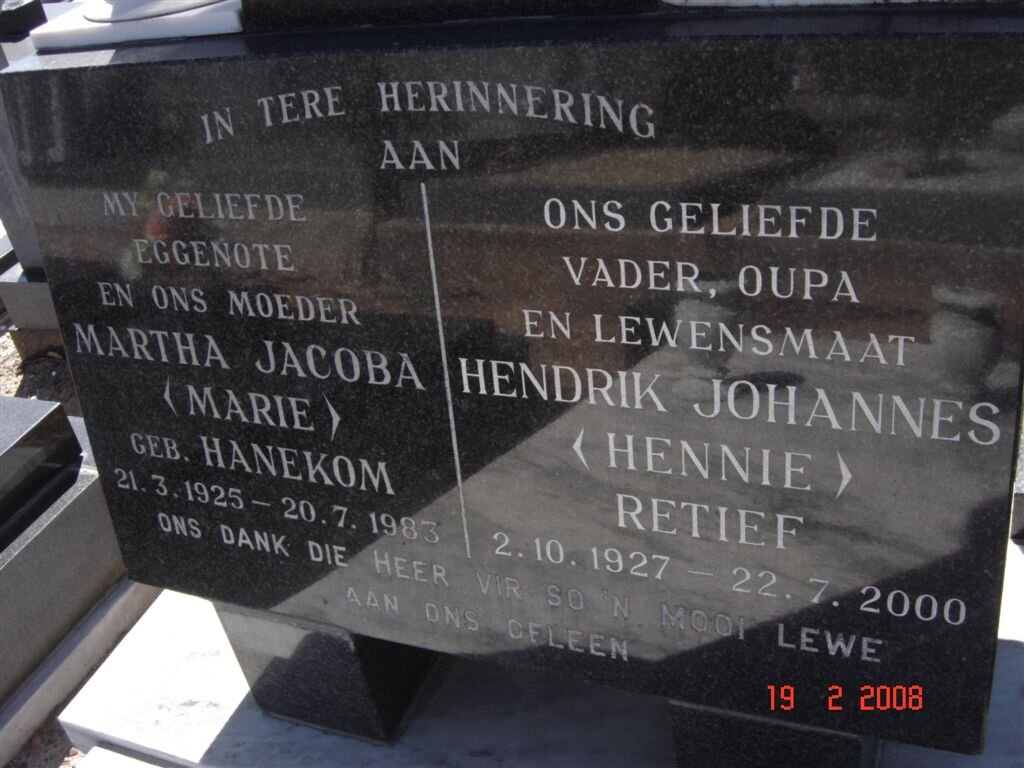 IN TERE HERINNERING
AAN
MY GELIEFDE
EGGENOTE
EN ONS MOEDER
MARTHA JACOBA
(MARIE)
GEB. HANEKOM
21.3.1925 – 20.7.1983
ONS GELIEFDE
VADER, OUPA
EN LEWENSMAAT
HENDRIK JOHANNES
(HENNIE)
RETIEF
2.10.1927 – 22.7.2000
ONS DANK DIE HEER VIR SO 'N MOOI LEWE
AAN ONS GELEEN
19 2 2008